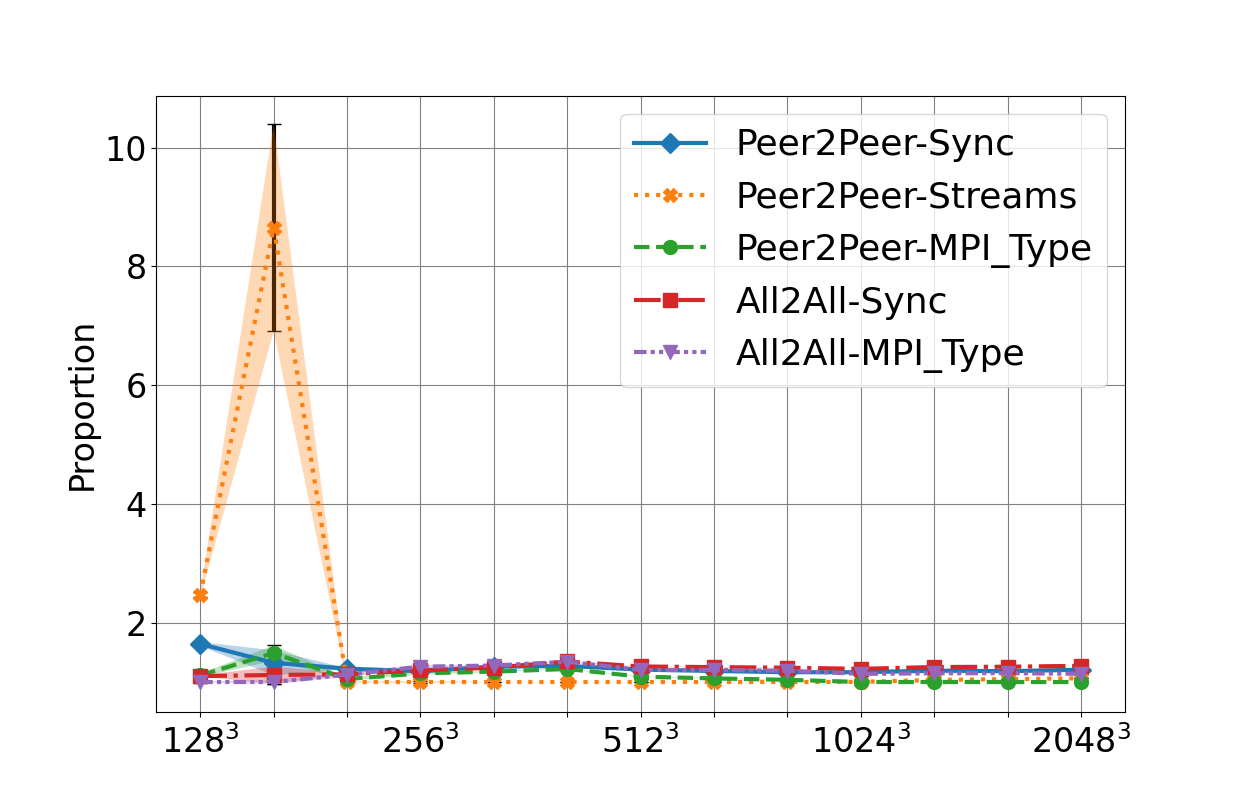 Proportion
10
8
6
4
2
128³ 256³ 512³ 1024³ 2048³
Peer2Peer-Sync
Peer2Peer-Streams
Peer2Peer-MPI_Type
All2All-Sync
All2All-MPI_Type